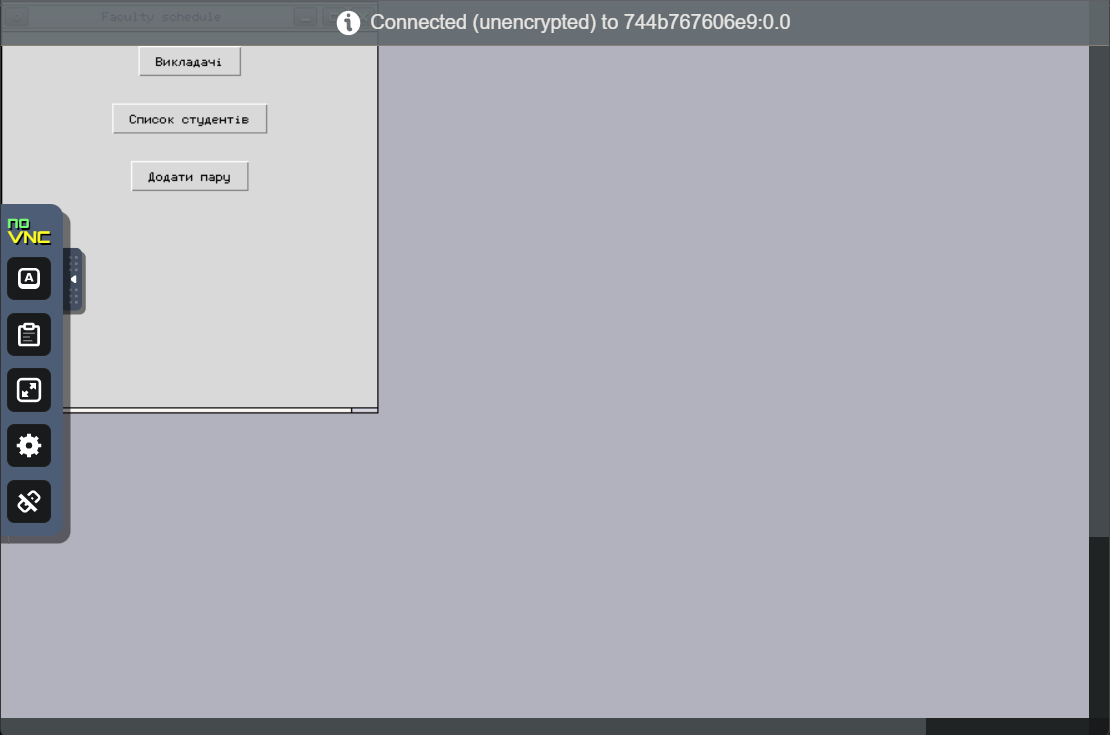 Faculty schedule
Connected (unencrypted) to 744b767606e9:0.0
Викладачі
Список студентів
Додати пару
no
VNC
A